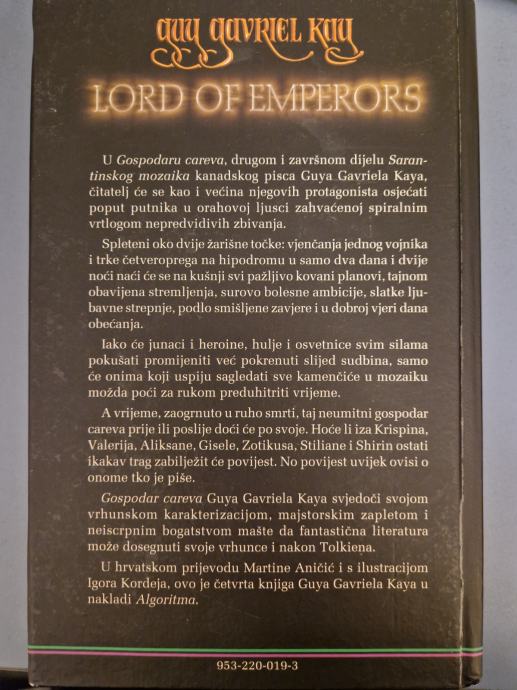 guy gavriel kay
LORD OF EMPERORS
U Gospodaru careva, drugom i završnom dijelu Saran-
tinskog mozaika kanadskog pisca Guya Gavriela Kaya,
čitatelj će se kao i većina njegovih protagonista osjećati
poput putnika u orahovoj ljusci zahvaćenoj spiralnim
vrtlogom nepredvidivih zbivanja.
Spleteni oko dvije žarišne točke: vjenčanja jednog vojnika
i trke četveroprega na hipodromu u samo dva dana i dvije
noći naći će se na kušnji svi pažljivo kovani planovi, tajnom
obavijena stremljenja, surovo bolesne ambicije, slatke lju-
bavne strepnje, podlo smišljene zavjere i u dobroj vjeri dana
obećanja.
Iako će junaci i heroine, hulje i osvetnice svim silama
pokušati promijeniti već pokrenuti slijed sudbina, samo
će onima koji uspiju sagledati sve kamenčiće u mozaiku
možda poći za rukom preduhitriti vrijeme.
A vrijeme, zaogrnuto u ruho smrti, taj neumitni gospodar
careva prije ili poslije doći će po svoje. Hoće li iza Krispina,
Valerija, Aliksane, Gisele, Zotikusa, Stiliane i Shirin ostati
ikakav trag zabilježit će povijest. No povijest uvijek ovisi o
onome tko je piše.
Gospodar careva Guya Gavriela Kaya svjedoči svojom
vrhunskom karakterizacijom, majstorskim zapletom i
neiscrpnim bogatstvom mašte da fantastična literatura
može dosegnuti svoje vrhunce i nakon Tolkiena.
U hrvatskom prijevodu Martine Aničić i s ilustracijom
Igora Kordeja, ovo je četvrta knjiga Guya Gavriela Kaya u
nakladi Algoritma.
953-220-019-3